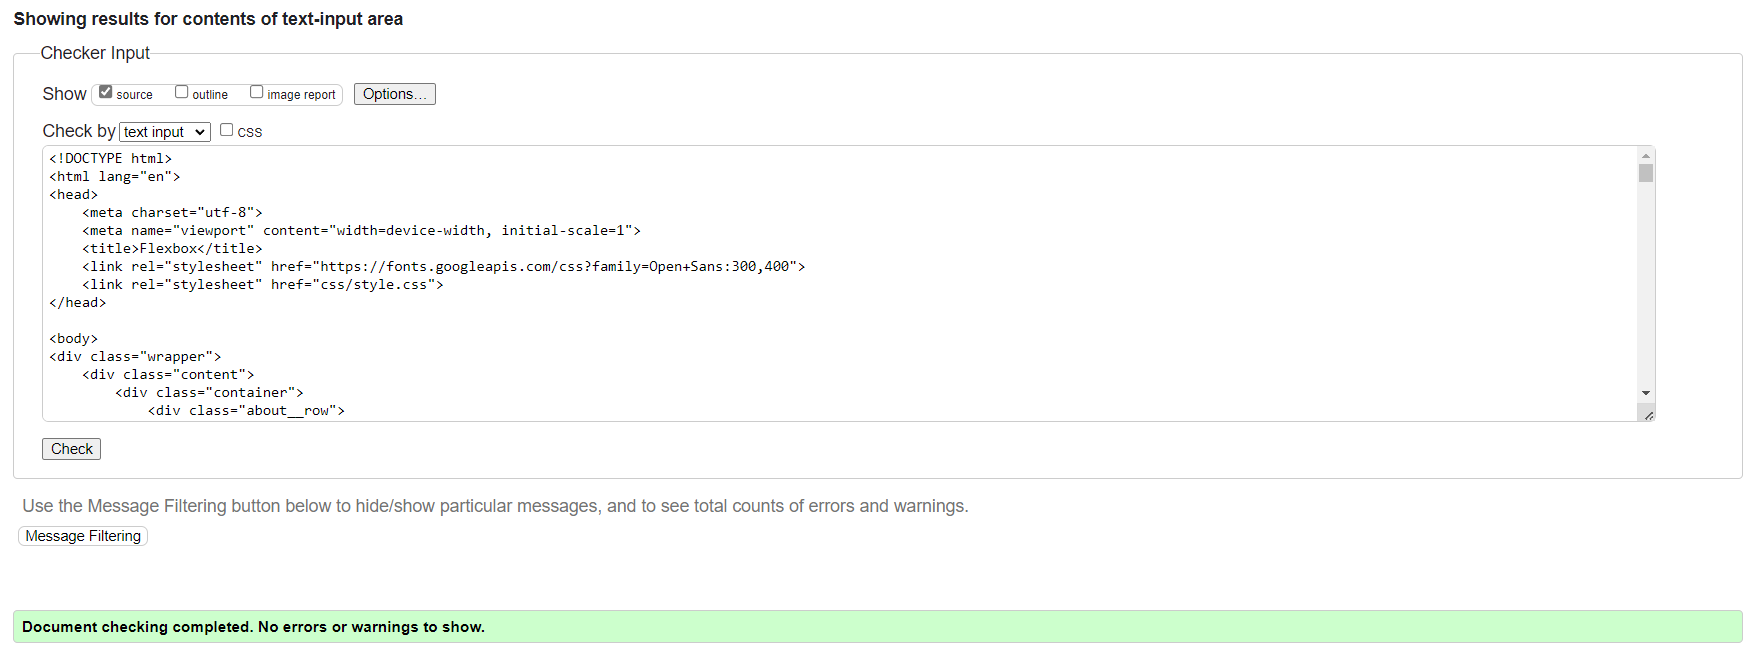 Showing results for contents of text-input area
Checker Input
Show source outline image report Options...
Check by text input CSS
<!DOCTYPE html>
<html lang="en">
<head>
    <meta charset="utf-8">
    <meta name="viewport" content="width=device-width, initial-scale=1">
    <title>Flexbox</title>
    <link rel="stylesheet" href="https://fonts.googleapis.com/css?family=Open+Sans:300,400">
    <link rel="stylesheet" href="css/style.css">
</head>

<body>
<div class="wrapper">
    <div class="content">
        <div class="container">
            <div class="about__row">
Check
Use the Message Filtering button below to hide/show particular messages, and to see total counts of errors and warnings.
Message Filtering
Document checking completed. No errors or warnings to show.